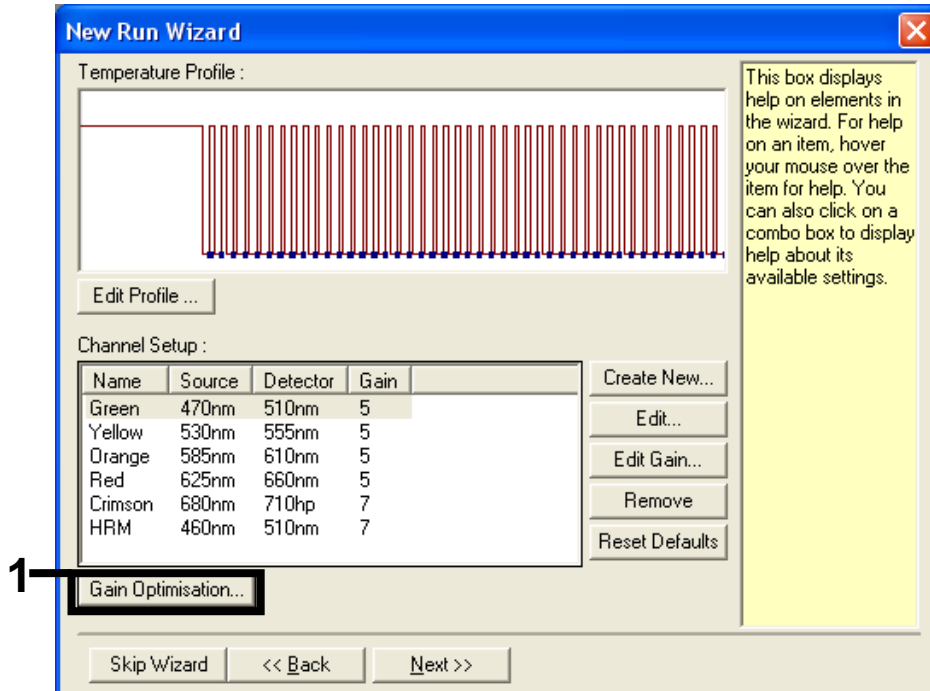 New Run Wizard
Temperature Profile :
This box displays
help on elements in
the wizard. For help
on an item, hover
your mouse over the
item for help. You
can also click on a
combo box to display
help about its
available settings.
Edit Profile ...
Channel Setup :
Name Source Detector Gain
Green 470nm 510nm 5
Yellow 530nm 555nm 5
Orange 585nm 610nm 5
Red 625nm 660nm 5
Crimson 680nm 710hp 7
HRM 460nm 510nm 7
Create New...
Edit...
Edit Gain...
Remove
Reset Defaults
1
Gain Optimisation...
Skip Wizard << Back Next >>